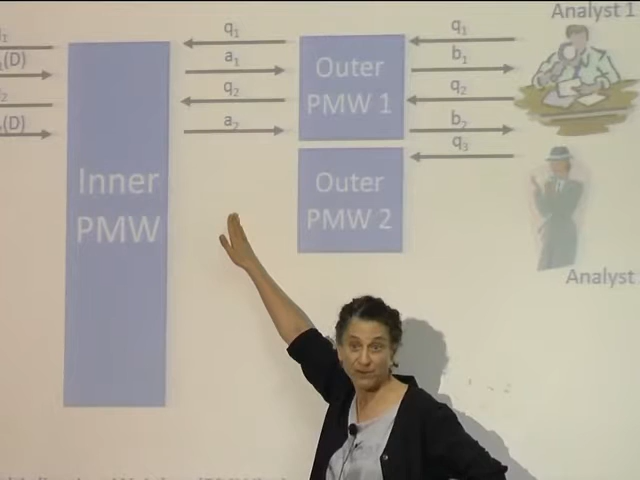 Analyst 1
q₁
q₁
(D)
a₁
Outer
b₁
q₂
PMW 1
q₂
(D)
a₂
b₂
q₃
Inner
PMW
Outer
PMW 2
Analyst